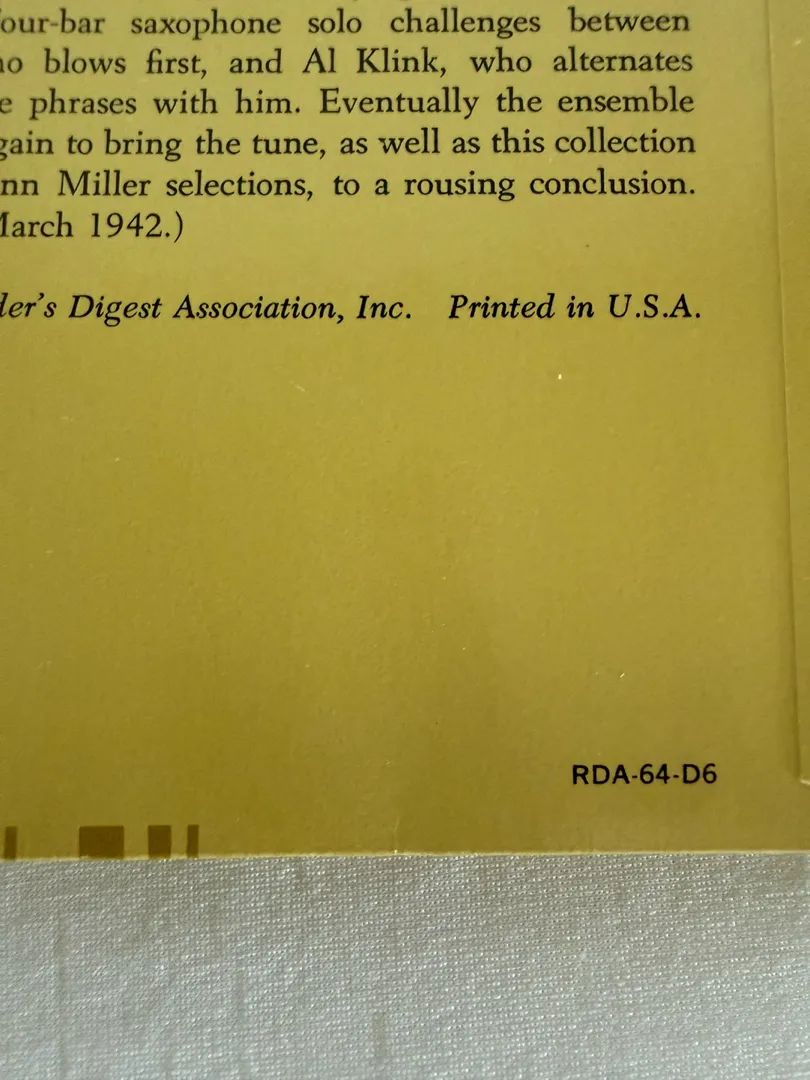 our-bar saxophone solo challenges between
o blows first, and Al Klink, who alternates
e phrases with him. Eventually the ensemble
gain to bring the tune, as well as this collection
nn Miller selections, to a rousing conclusion.
arch 1942.)
er's Digest Association, Inc. Printed in U.S.A.
RDA-64-D6